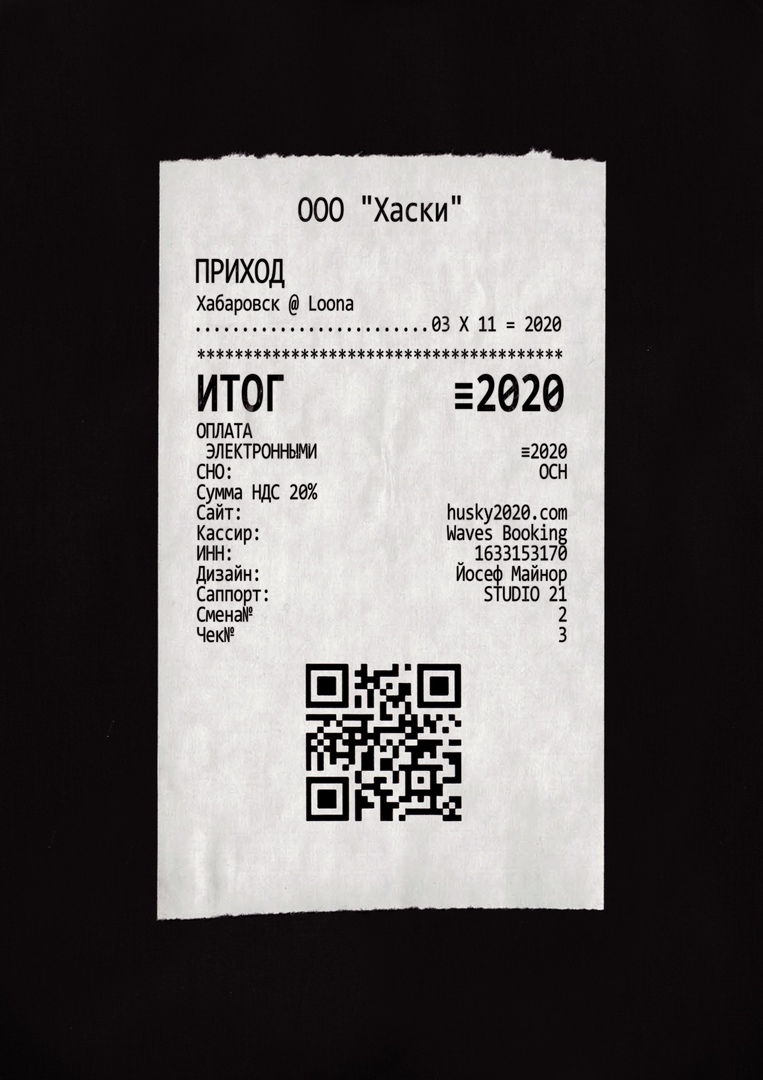 ООО "Хаски"
ПРИХОД
Хабаровск @ Loona
.........................03 X 11 = 2020
***************************************
ИТОГ ≡2020
ОПЛАТА
ЭЛЕКТРОННЫМИ ≡2020
СНО: ОСН
Сумма НДС 20%
Сайт: husky2020.com
Кассир: Waves Booking
ИНН: 1633153170
Дизайн: Йосеф Майнор
Саппорт: STUDIO 21
Смена№ 2
Чек№ 3